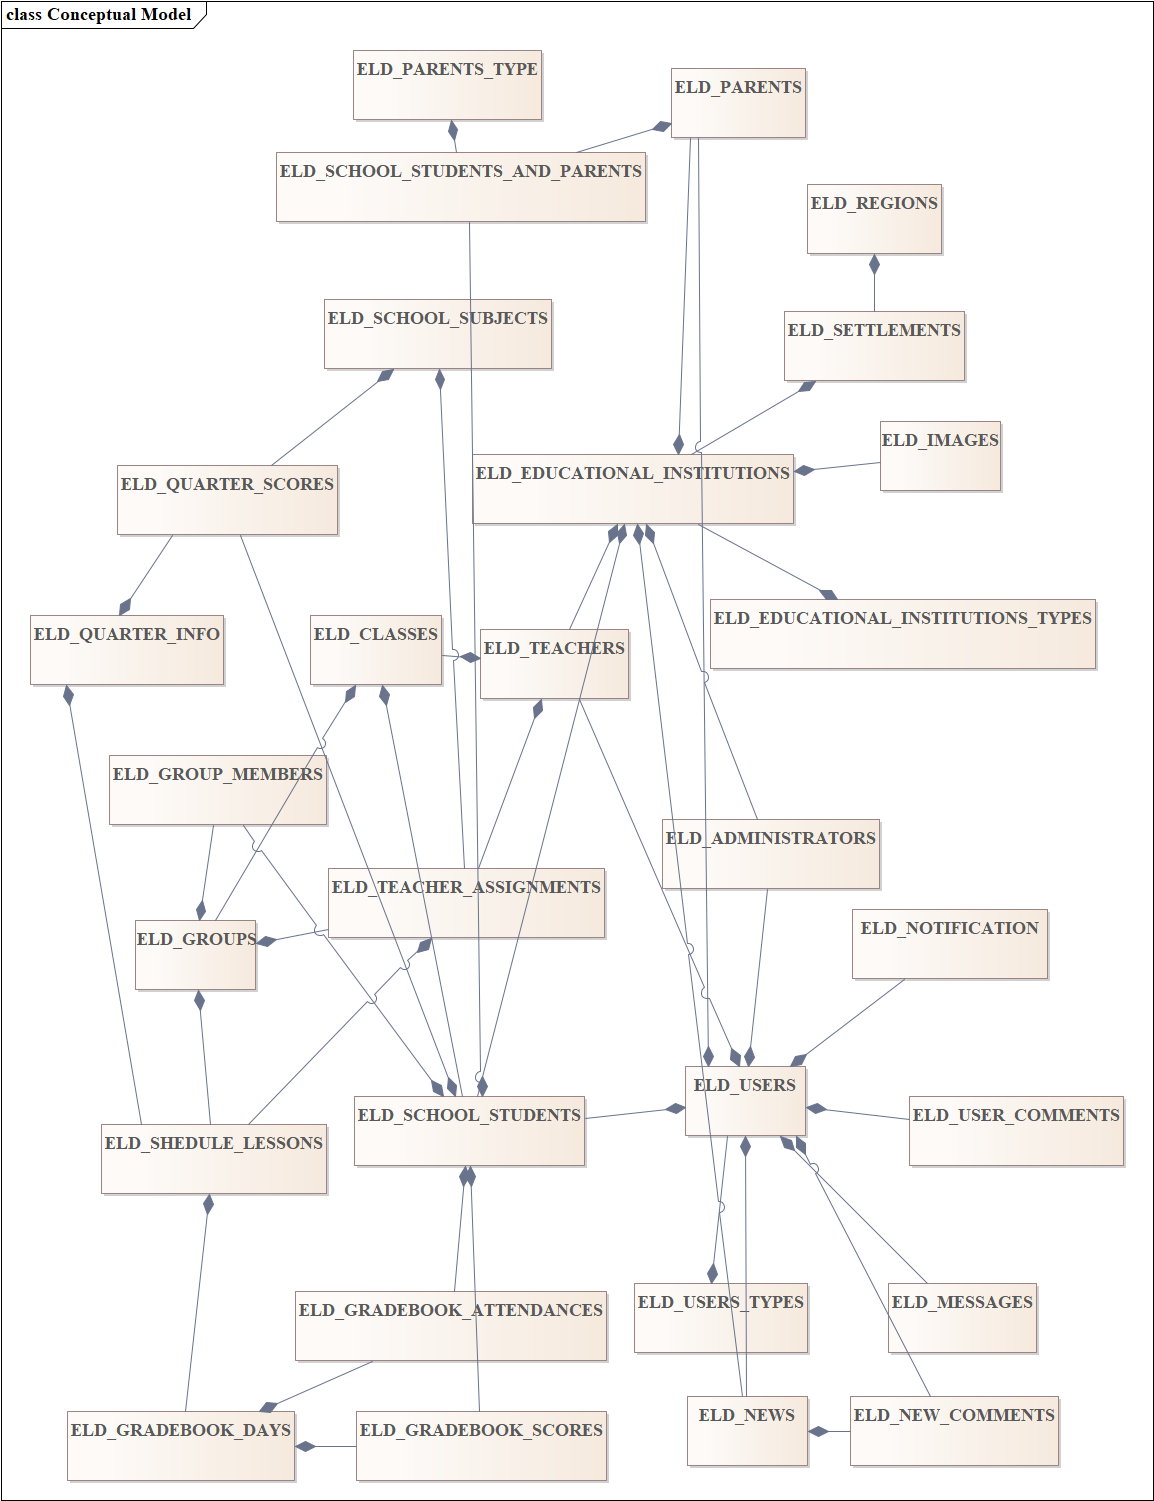 class Conceptual Model
ELD_PARENTS_TYPE
ELD_PARENTS
ELD_SCHOOL_STUDENTS_AND_PARENTS
ELD_REGIONS
ELD_SCHOOL_SUBJECTS
ELD_SETTLEMENTS
ELD_IMAGES
ELD_EDUCATIONAL_INSTITUTIONS
ELD_QUARTER_SCORES
ELD_EDUCATIONAL_INSTITUTIONS_TYPES
ELD_QUARTER_INFO
ELD_CLASSES
ELD_TEACHERS
ELD_GROUP_MEMBERS
ELD_ADMINISTRATORS
ELD_TEACHER_ASSIGNMENTS
ELD_NOTIFICATION
ELD_GROUPS
ELD_USERS
ELD_SCHOOL_STUDENTS
ELD_USER_COMMENTS
ELD_SHEDULE_LESSONS
ELD_USERS_TYPES
ELD_MESSAGES
ELD_GRADEBOOK_ATTENDANCES
ELD_NEWS
ELD_NEW_COMMENTS
ELD_GRADEBOOK_DAYS
ELD_GRADEBOOK_SCORES